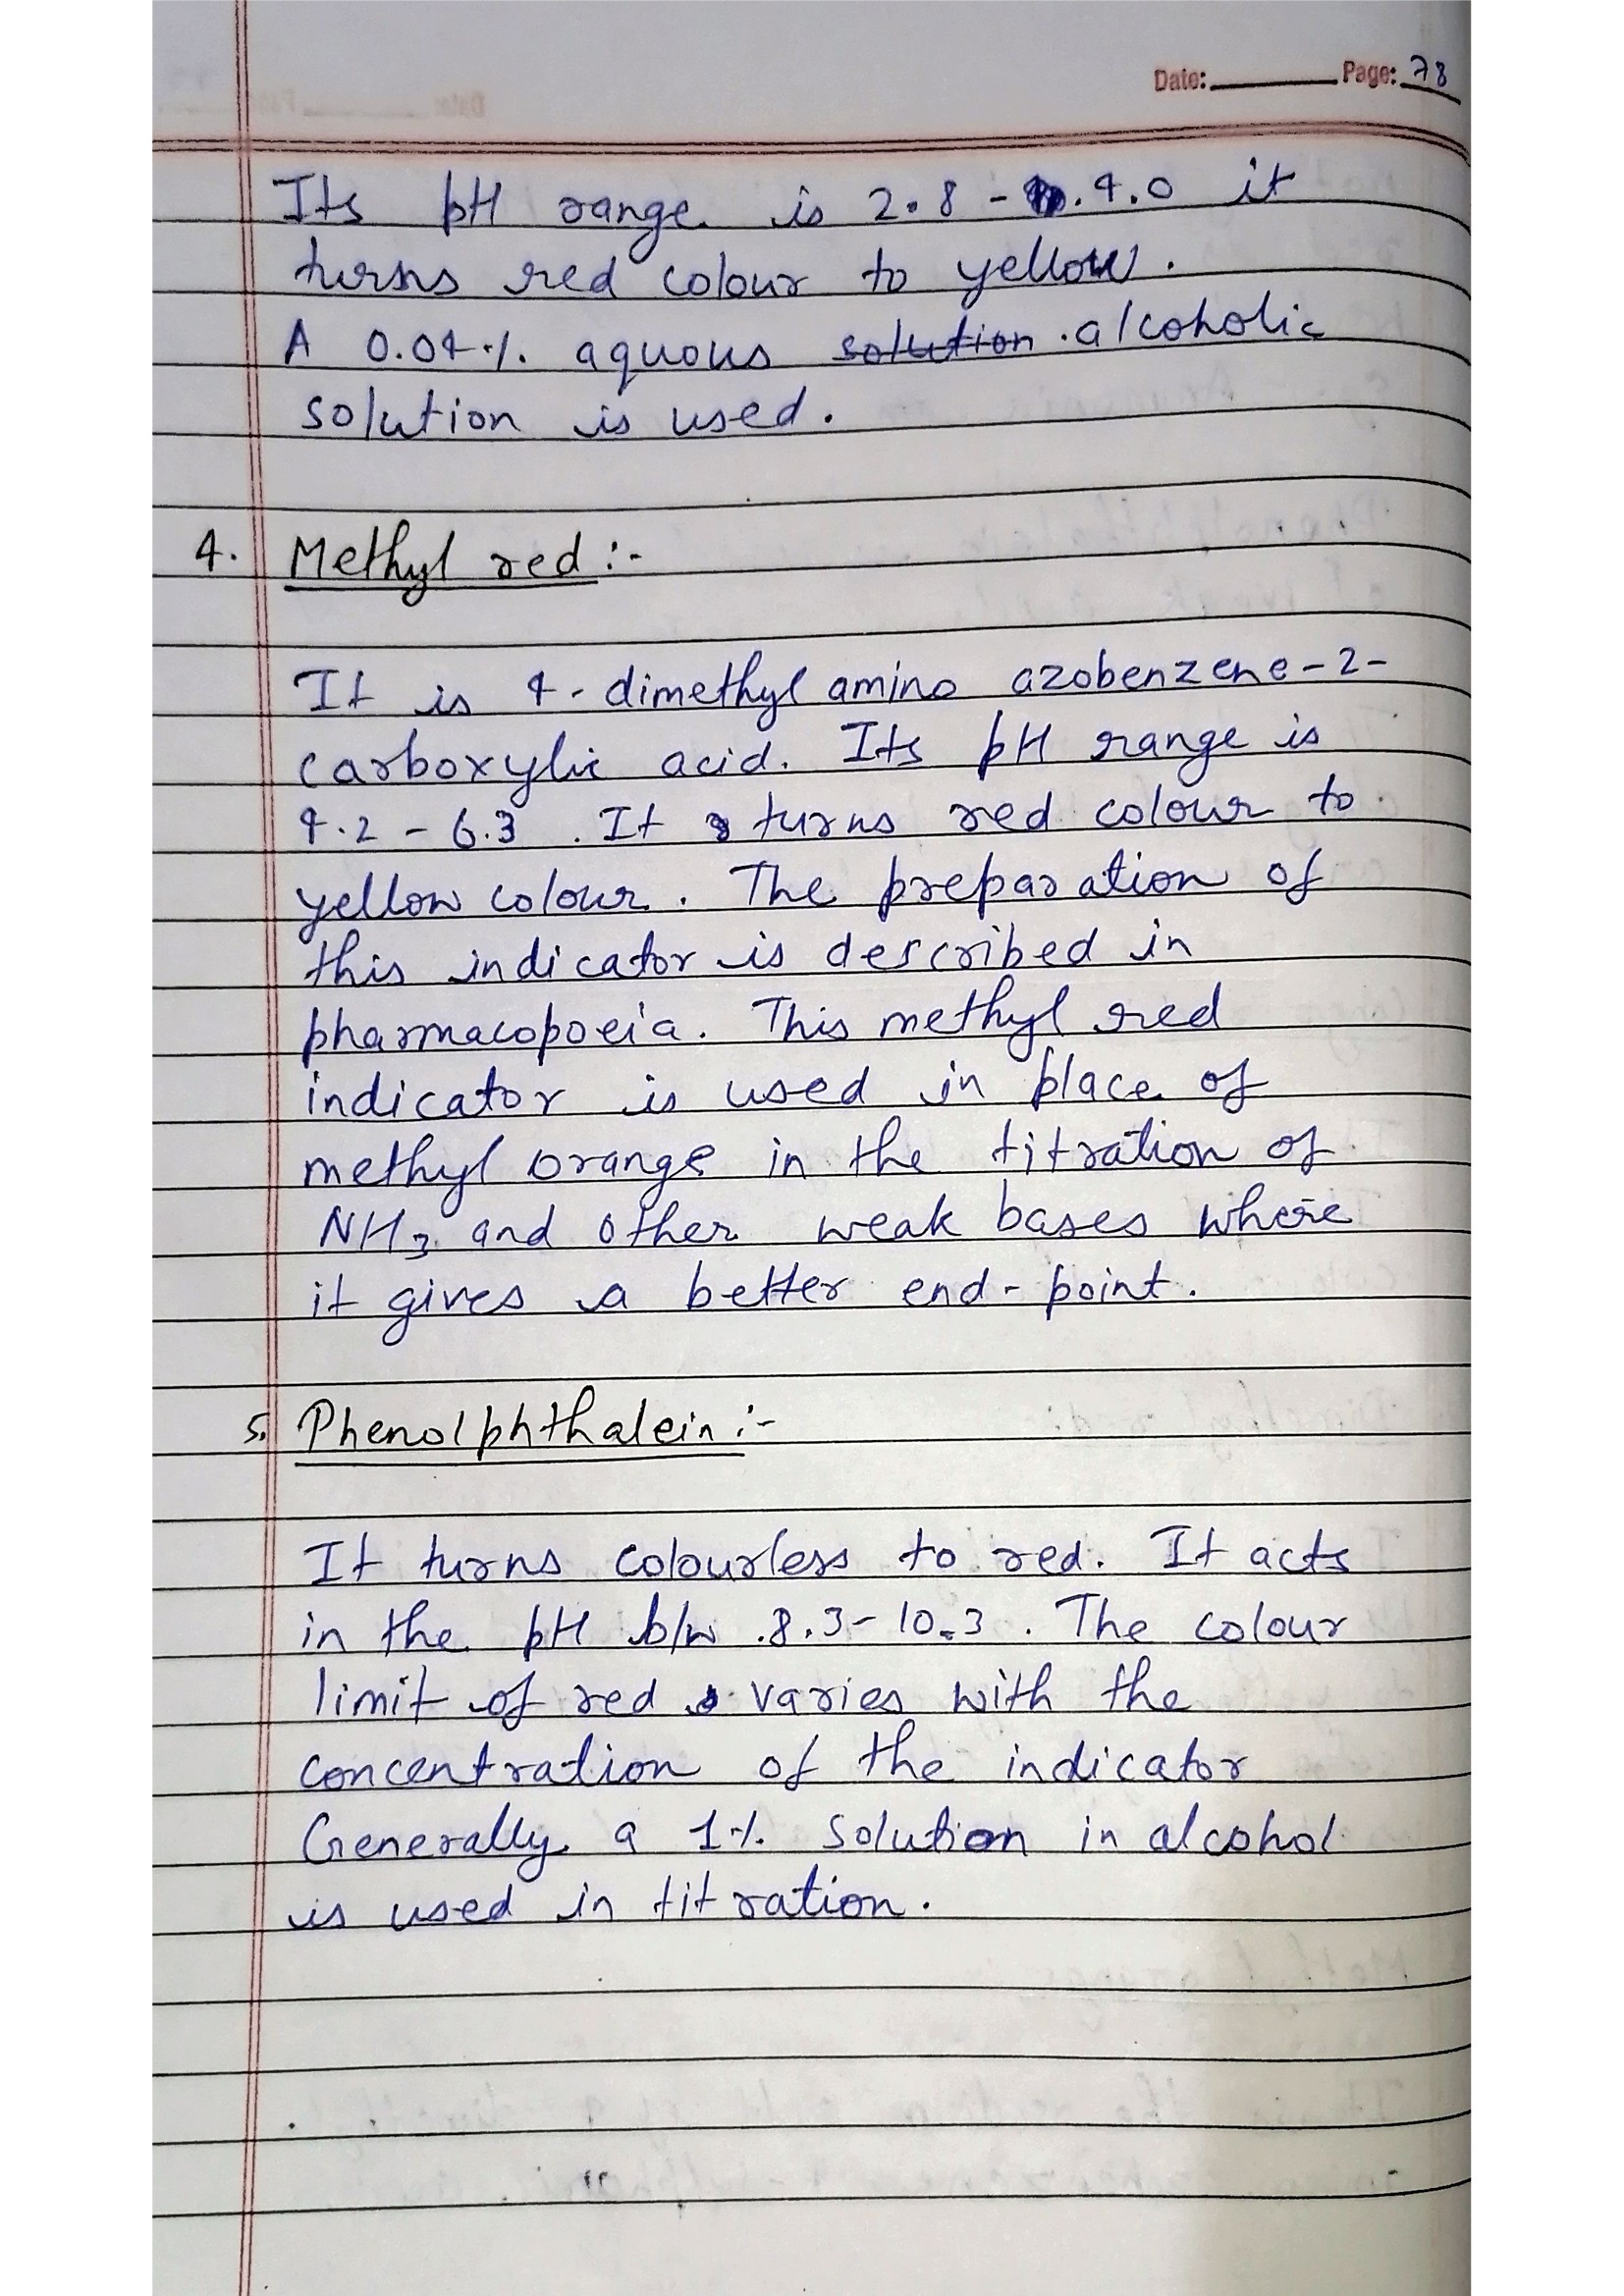 Date: Page: 78
Its pH range is 2.8 - 4.0 it
turns red colour to yellow.
A 0.04 % aquous solution alcoholic
solution is used.
4. Methyl red :-
It is 4 - dimethyl amino azobenzene - 2 -
carboxylic acid. Its pH range is
4.2 - 6.3 . It turns red colour to
yellow colour . The preparation of
this indicator is described in
pharmacopoeia. This methyl red
indicator is used in place of
methyl orange in the titration of
NH3 and other weak bases where
it gives a better end - point .
5. Phenolphthalein :-
It turns colourless to red. It acts
in the pH b/w 8.3 - 10.3 . The colour
limit of red varies with the
concentration of the indicator
Generally a 1% solution in alcohol
is used in titration .